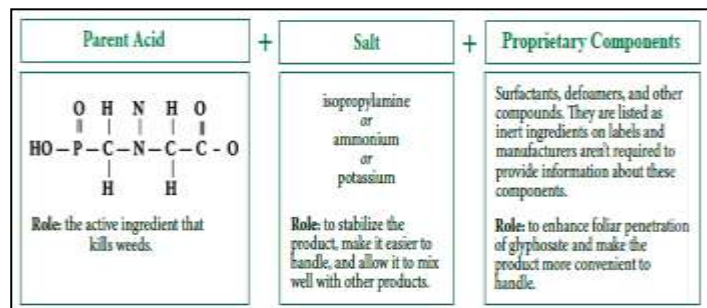 Parent Acid + Salt + Proprietary Components
O H N H O
HO – P – C – N – C – C - O
H H
Role: the active ingredient that
kills weeds.
isopropylamine
or
ammonium
or
potassium
Role: to stabilize the
product, make it easier to
handle, and allow it to mix
well with other products.
Surfactants, defoamers, and other
compounds. They are listed as
inert ingredients on labels and
manufacturers aren't required to
provide information about these
components.
Role: to enhance foliar penetration
of glyphosate and make the
product more convenient to
handle.